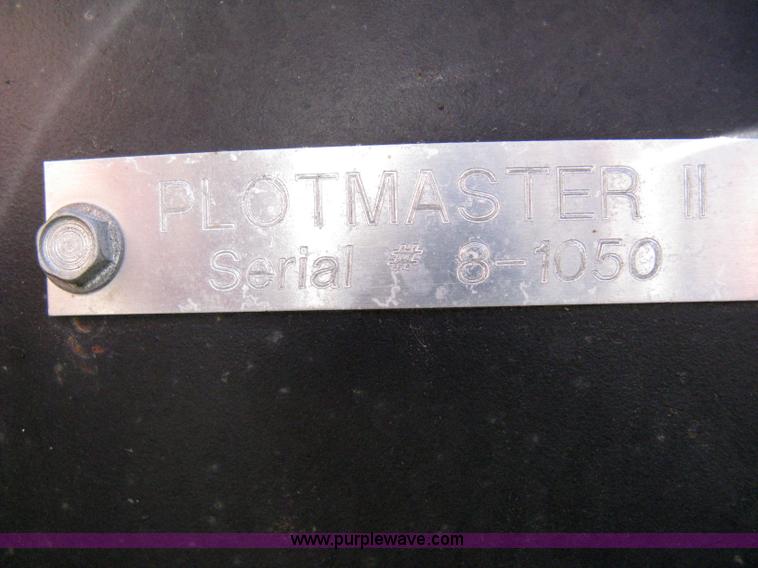 PLOTMASTER II
Serial # 8-1050
www.purplewave.com